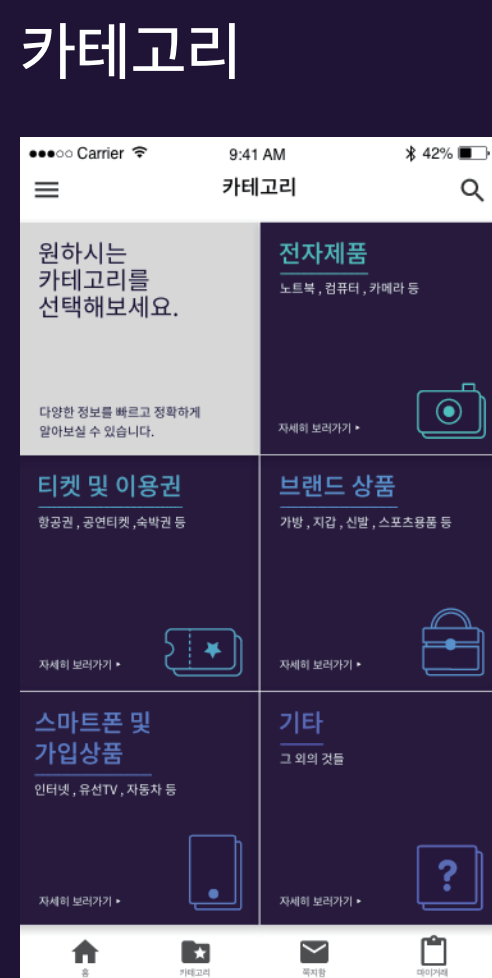 카테고리
Carrier 9:41 AM 42%
카테고리
원하시는
카테고리를
선택해보세요.
다양한 정보를 빠르고 정확하게
알아보실 수 있습니다.
전자제품
노트북 , 컴퓨터 , 카메라 등
자세히 보러가기 ▸
티켓 및 이용권
항공권 , 공연티켓 ,숙박권 등
자세히 보러가기 ▸
브랜드 상품
가방 , 지갑 , 신발 , 스포츠용품 등
자세히 보러가기 ▸
스마트폰 및
가입상품
인터넷 , 유선TV , 자동차 등
자세히 보러가기 ▸
기타
그 외의 것들
?
자세히 보러가기 ▸
홈 카테고리 쪽지함 마이거래